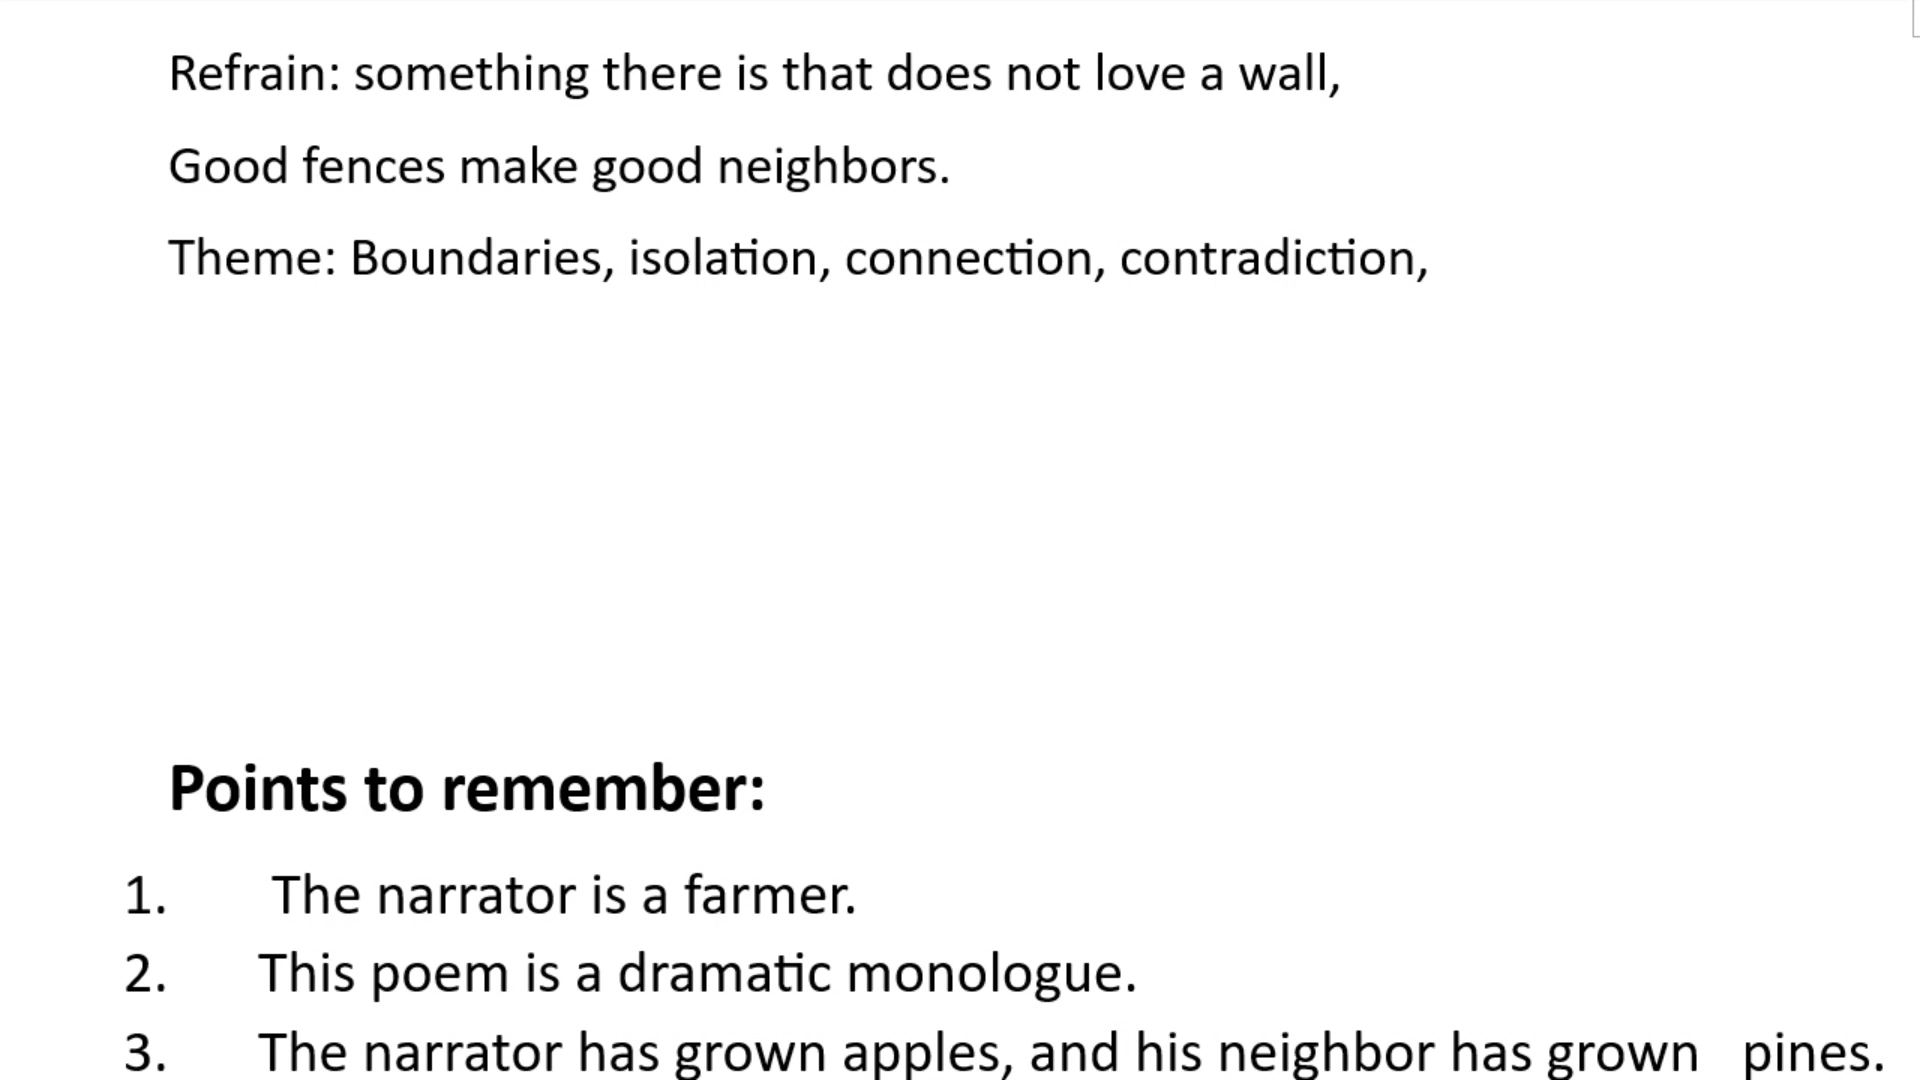 Refrain: something there is that does not love a wall,
Good fences make good neighbors.
Theme: Boundaries, isolation, connection, contradiction,
Points to remember:
1. The narrator is a farmer.
2. This poem is a dramatic monologue.
3. The narrator has grown apples, and his neighbor has grown pines.